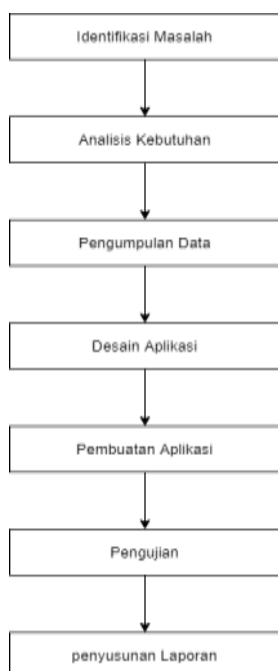 Identifikasi Masalah
Analisis Kebutuhan
Pengumpulan Data
Desain Aplikasi
Pembuatan Aplikasi
Pengujian
penyusunan Laporan